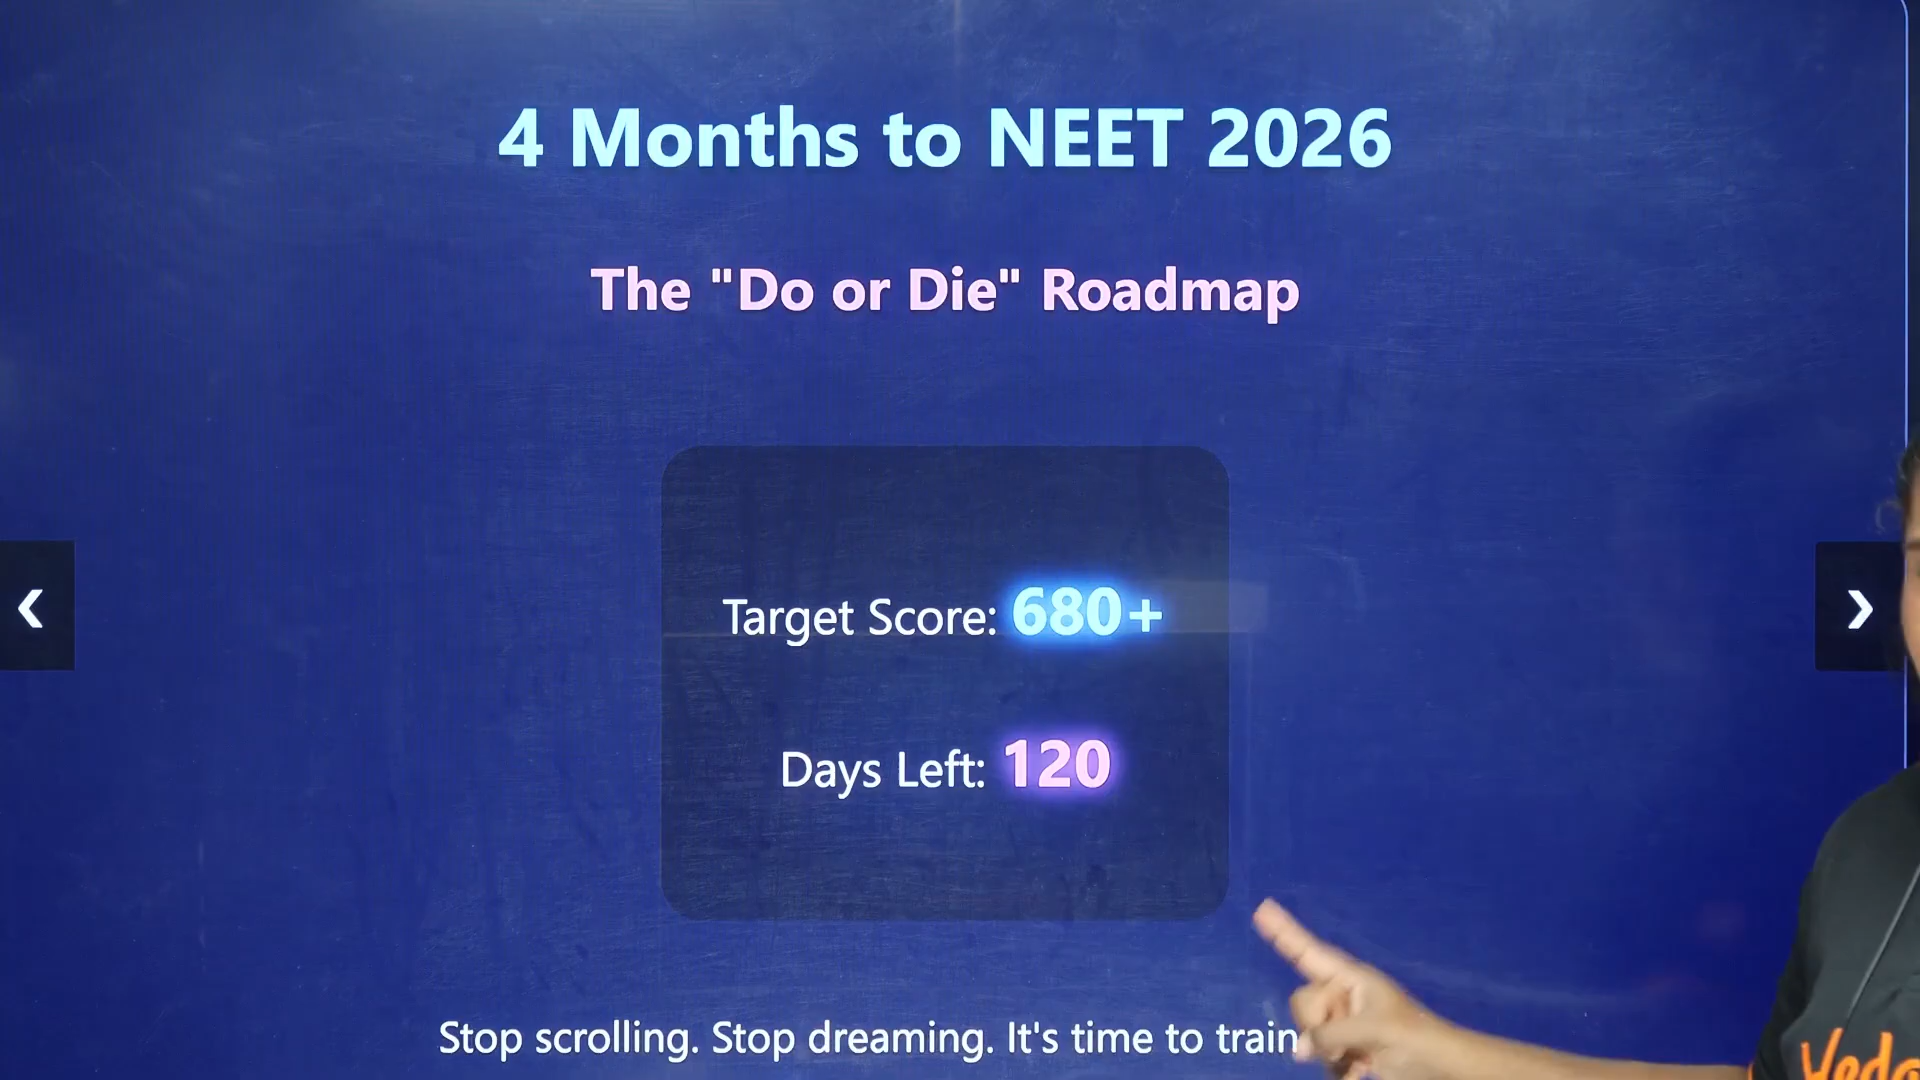 4 Months to NEET 2026
The "Do or Die" Roadmap
Target Score: 680+
Days Left: 120
Stop scrolling. Stop dreaming. It's time to train